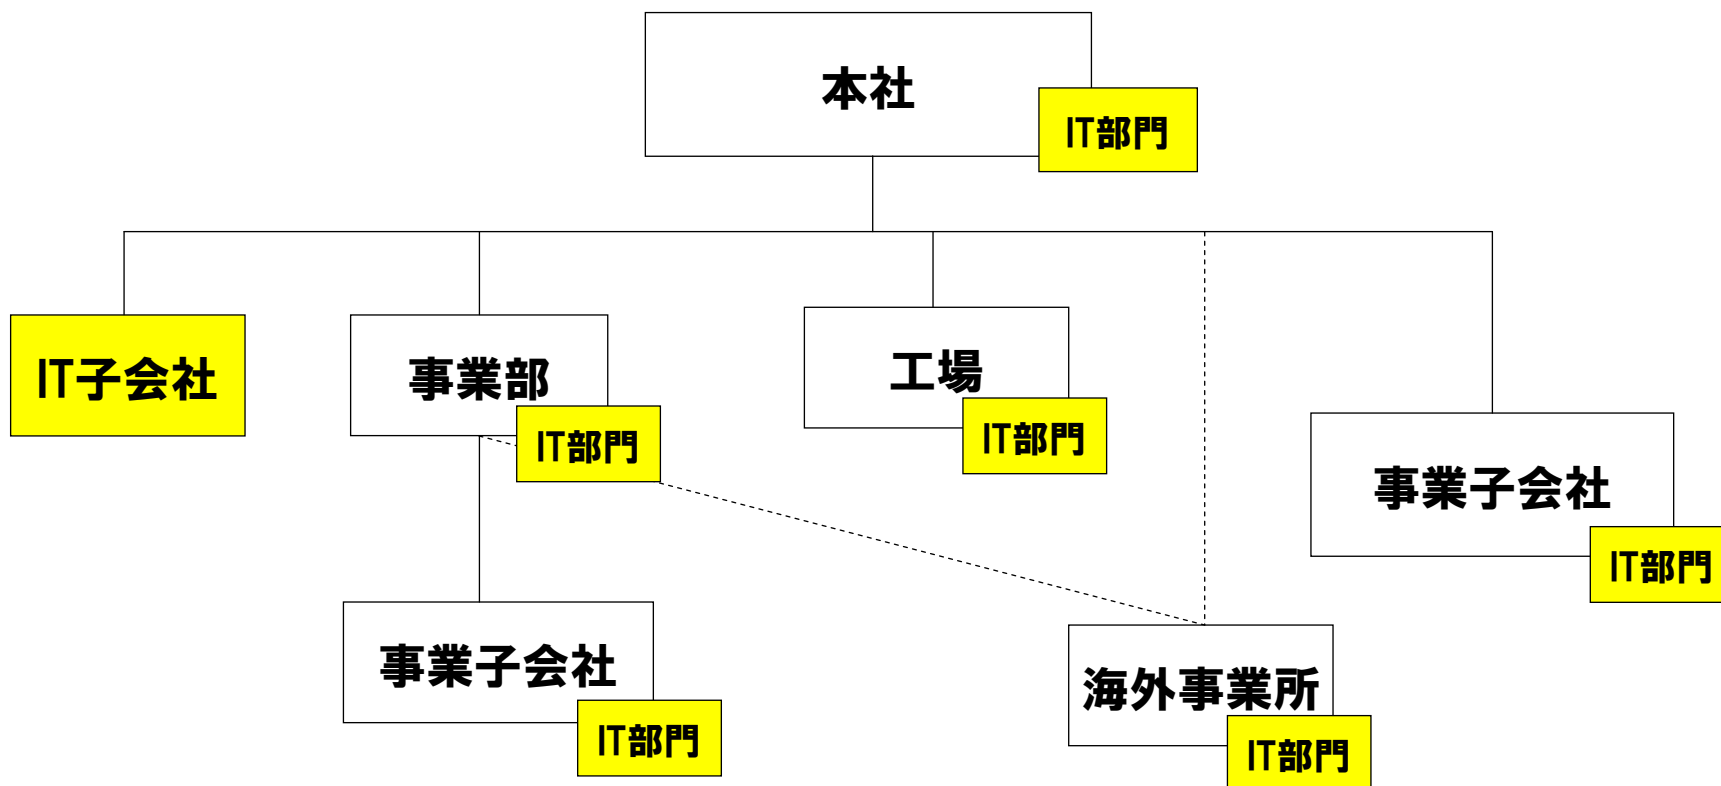 本社
IT部門
IT子会社
事業部
IT部門
工場
IT部門
事業子会社
IT部門
事業子会社
IT部門
海外事業所
IT部門